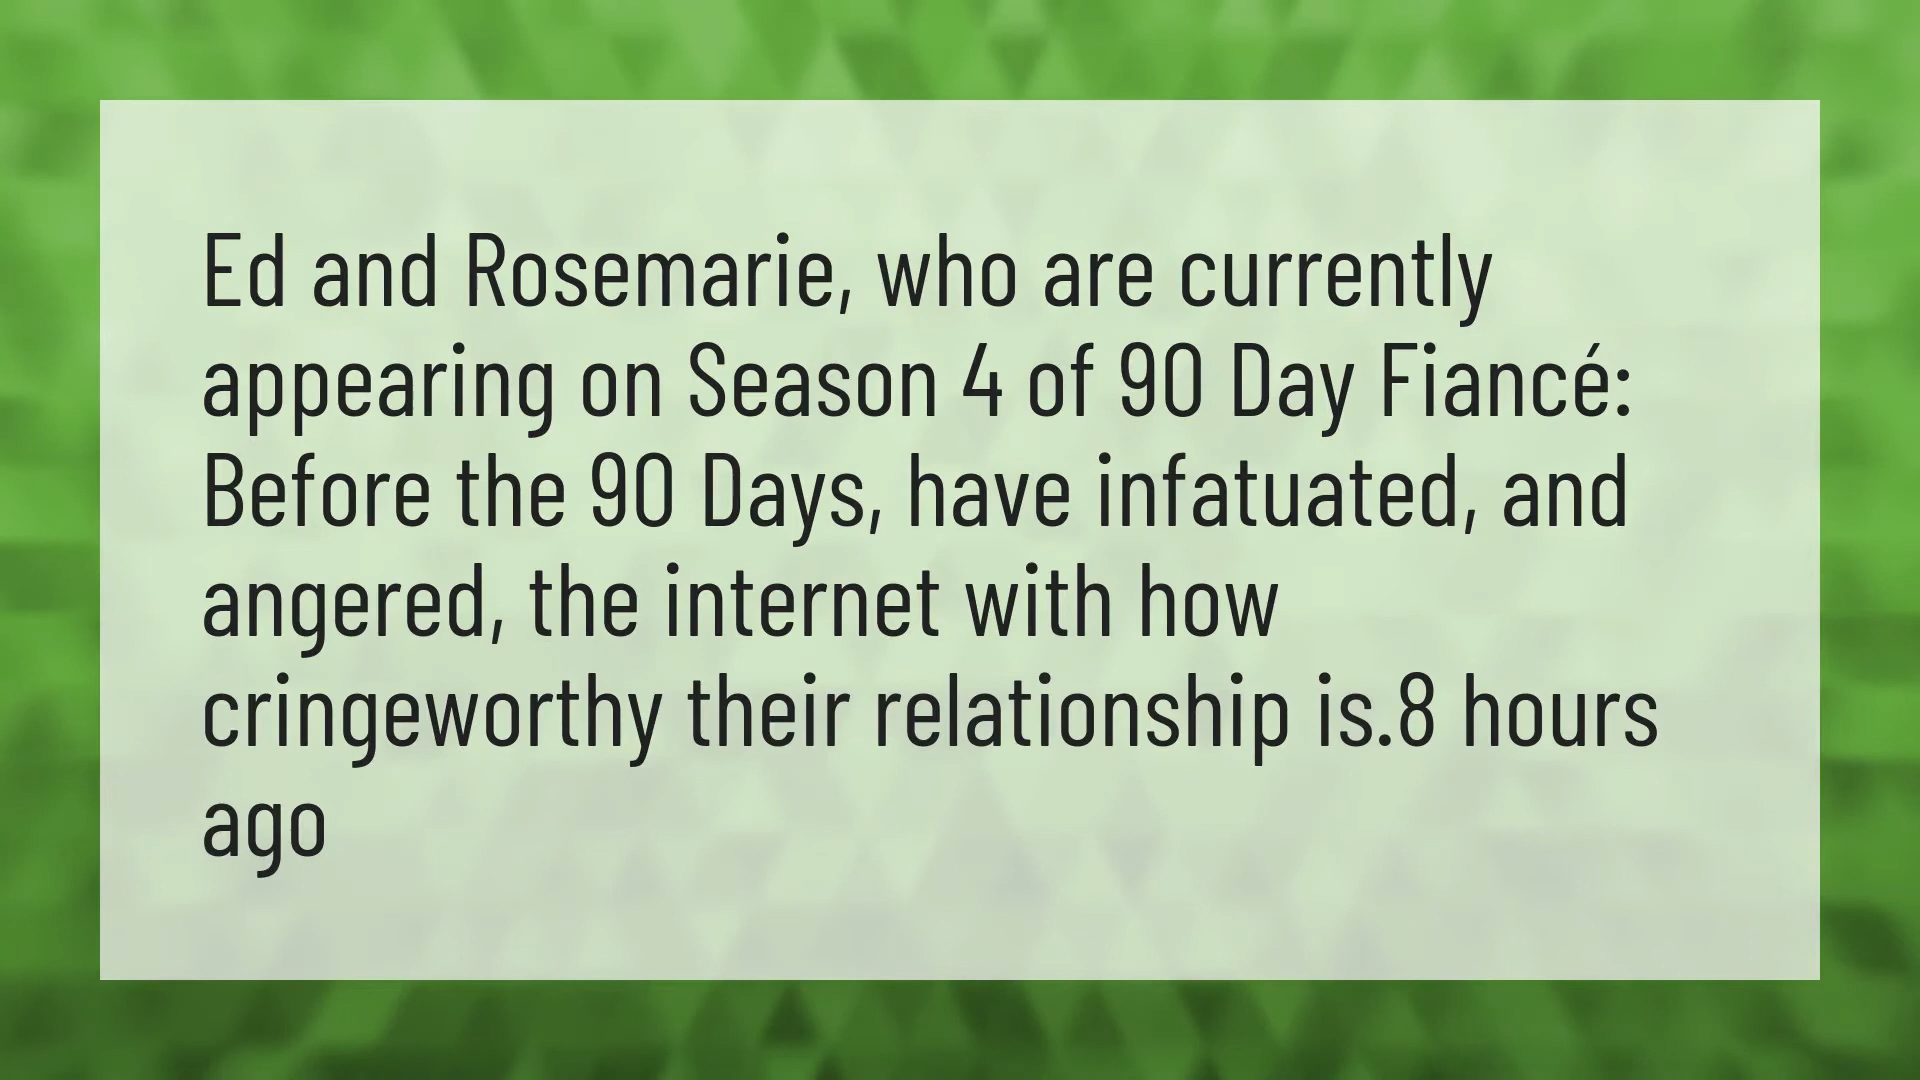 Ed and Rosemarie, who are currently
appearing on Season 4 of 90 Day Fiancé:
Before the 90 Days, have infatuated, and
angered, the internet with how
cringeworthy their relationship is.8 hours
ago